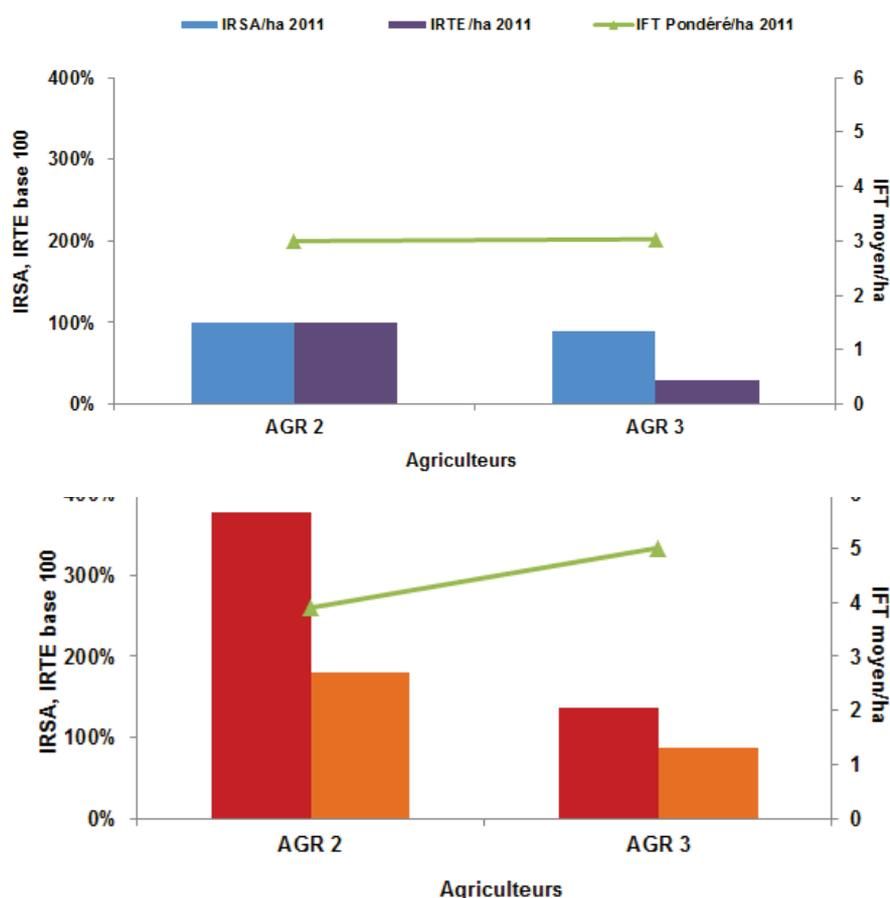 IRSA/ha 2011 IRTE/ha 2011 IFT Pondéré/ha 2011
IRSA, IRTE base 100
400%
300%
200%
100%
0%
6
5
4
3
2
1
0
IFT moyen/ha
AGR 2 AGR 3
Agriculteurs
IRSA, IRTE base 100
300%
200%
100%
0%
5
4
3
2
1
0
IFT moyen/ha
AGR 2 AGR 3
Agriculteurs